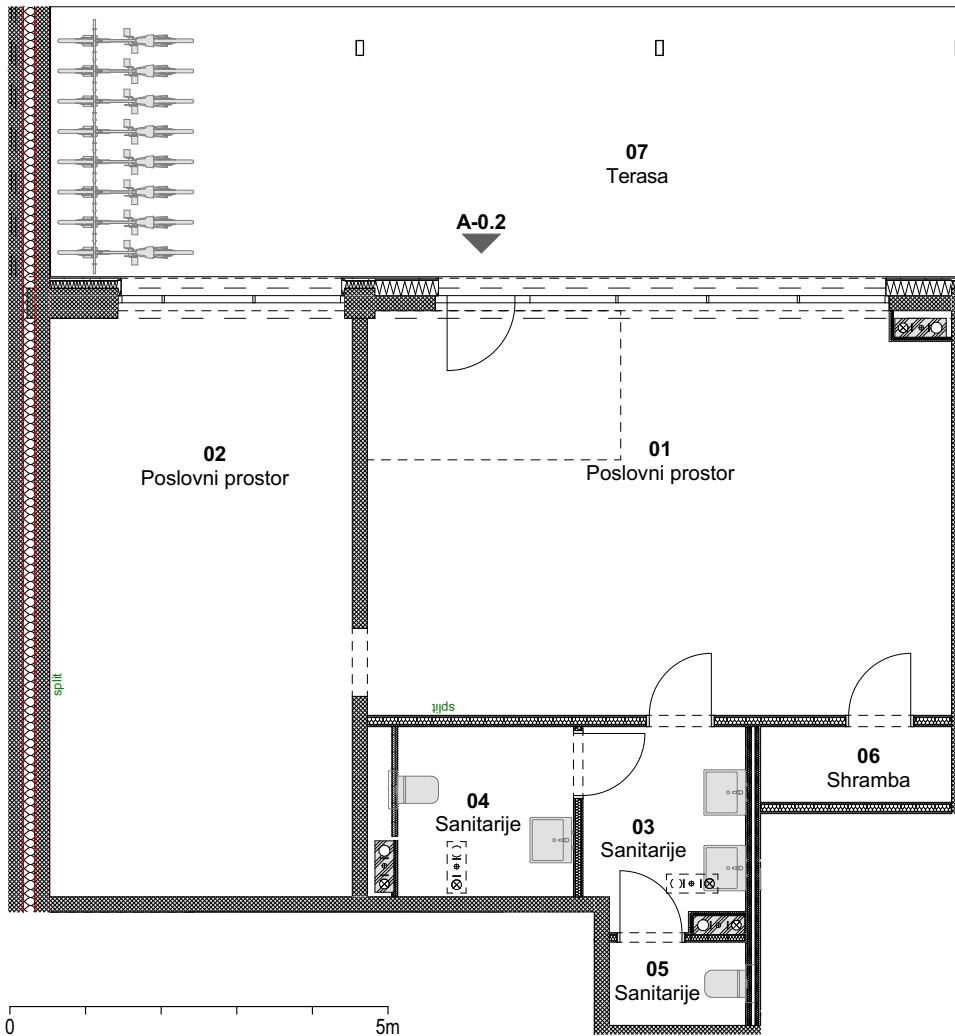 07
Terasa
A-0.2
02
Poslovni prostor
01
Poslovni prostor
split
split
06
Shramba
04
Sanitarije
03
Sanitarije
05
Sanitarije
0
5m